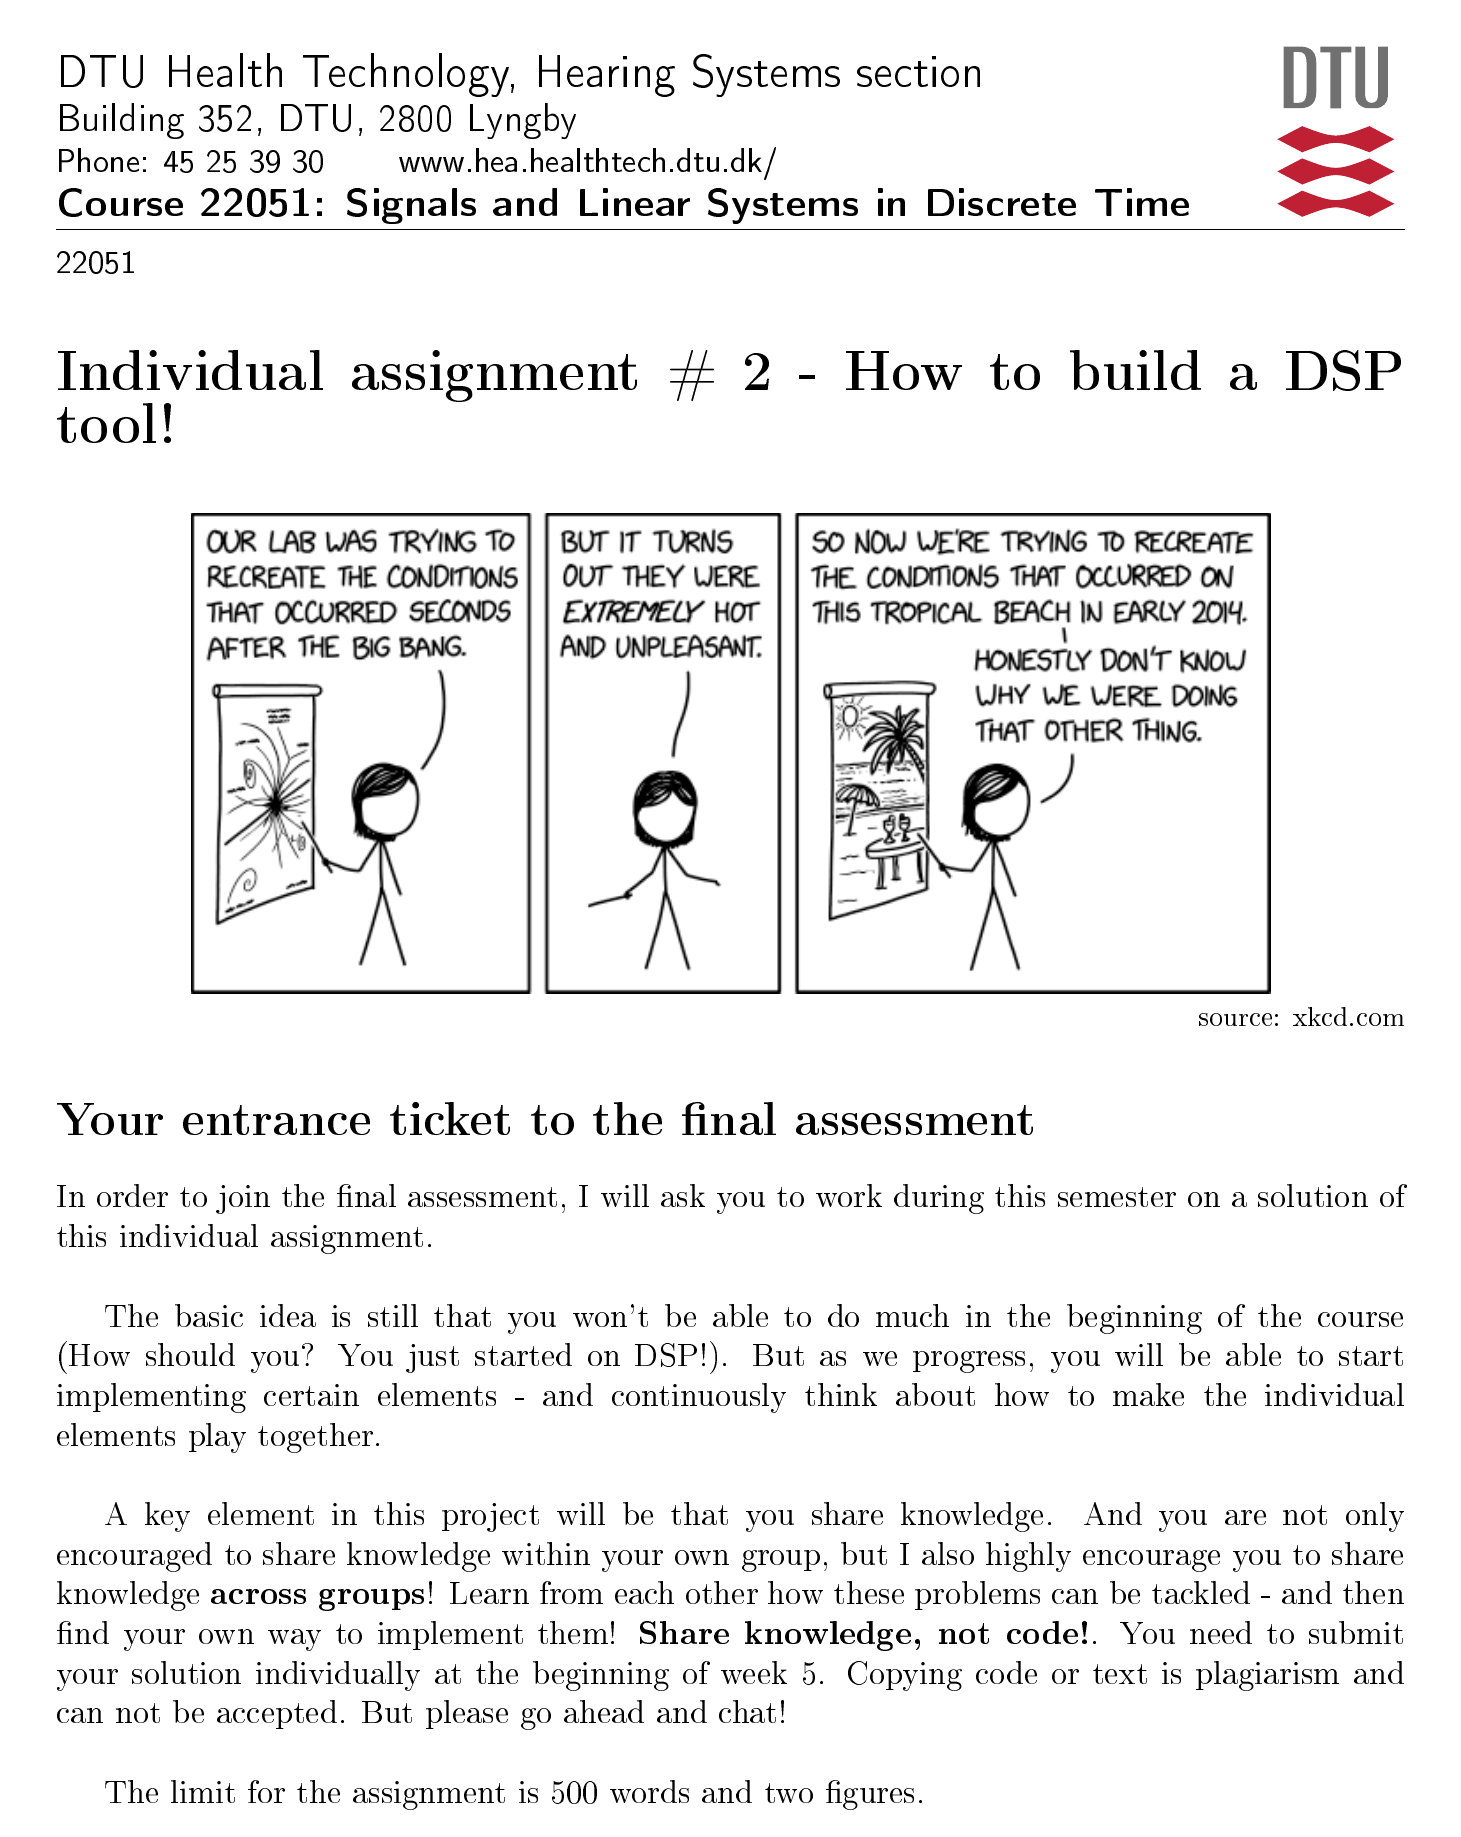 DTU Health Technology, Hearing Systems section
Building 352, DTU, 2800 Lyngby
Phone: 45 25 39 30 www.hea.healthtech.dtu.dk/
Course 22051: Signals and Linear Systems in Discrete Time
DTU
22051
Individual assignment # 2 - How to build a DSP
tool!
OUR LAB WAS TRYING TO
RECREATE THE CONDITIONS
THAT OCCURRED SECONDS
AFTER THE BIG BANG.
BUT IT TURNS
OUT THEY WERE
EXTREMELY HOT
AND UNPLEASANT.
SO NOW WE'RE TRYING TO RECREATE
THE CONDITIONS THAT OCCURRED ON
THIS TROPICAL BEACH IN EARLY 2014.
HONESTLY DON'T KNOW
WHY WE WERE DOING
THAT OTHER THING.
source: xkcd.com
Your entrance ticket to the final assessment
In order to join the final assessment, I will ask you to work during this semester on a solution of
this individual assignment.
The basic idea is still that you won't be able to do much in the beginning of the course
(How should you? You just started on DSP!). But as we progress, you will be able to start
implementing certain elements - and continuously think about how to make the individual
elements play together.
A key element in this project will be that you share knowledge. And you are not only
encouraged to share knowledge within your own group, but I also highly encourage you to share
knowledge across groups! Learn from each other how these problems can be tackled - and then
find your own way to implement them! Share knowledge, not code!. You need to submit
your solution individually at the beginning of week 5. Copying code or text is plagiarism and
can not be accepted. But please go ahead and chat!
The limit for the assignment is 500 words and two figures.